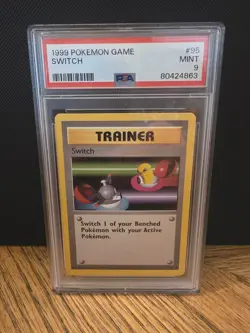 1999 POKEMON GAME #95
SWITCH MINT
9
PSA 80424863
TRAINER
Switch
Switch 1 of your Benched
Pokémon with your Active
Pokémon.